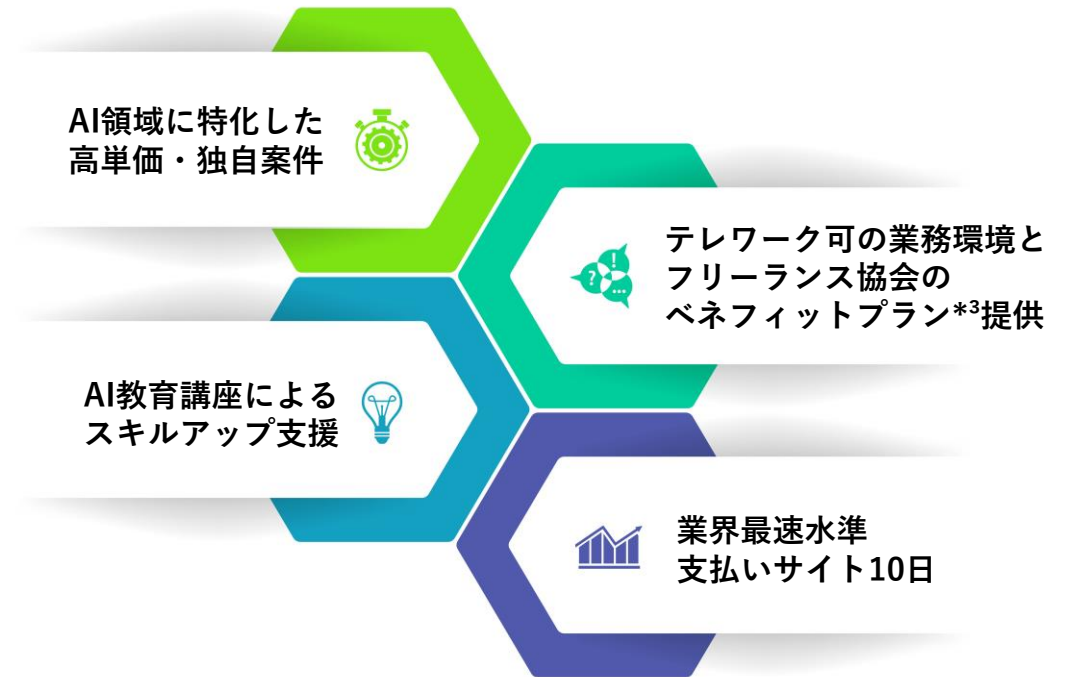 AI領域に特化した
高単価・独自案件
テレワーク可の業務環境と
フリーランス協会の
ベネフィットプラン*3提供
AI教育講座による
スキルアップ支援
業界最速水準
支払いサイト10日